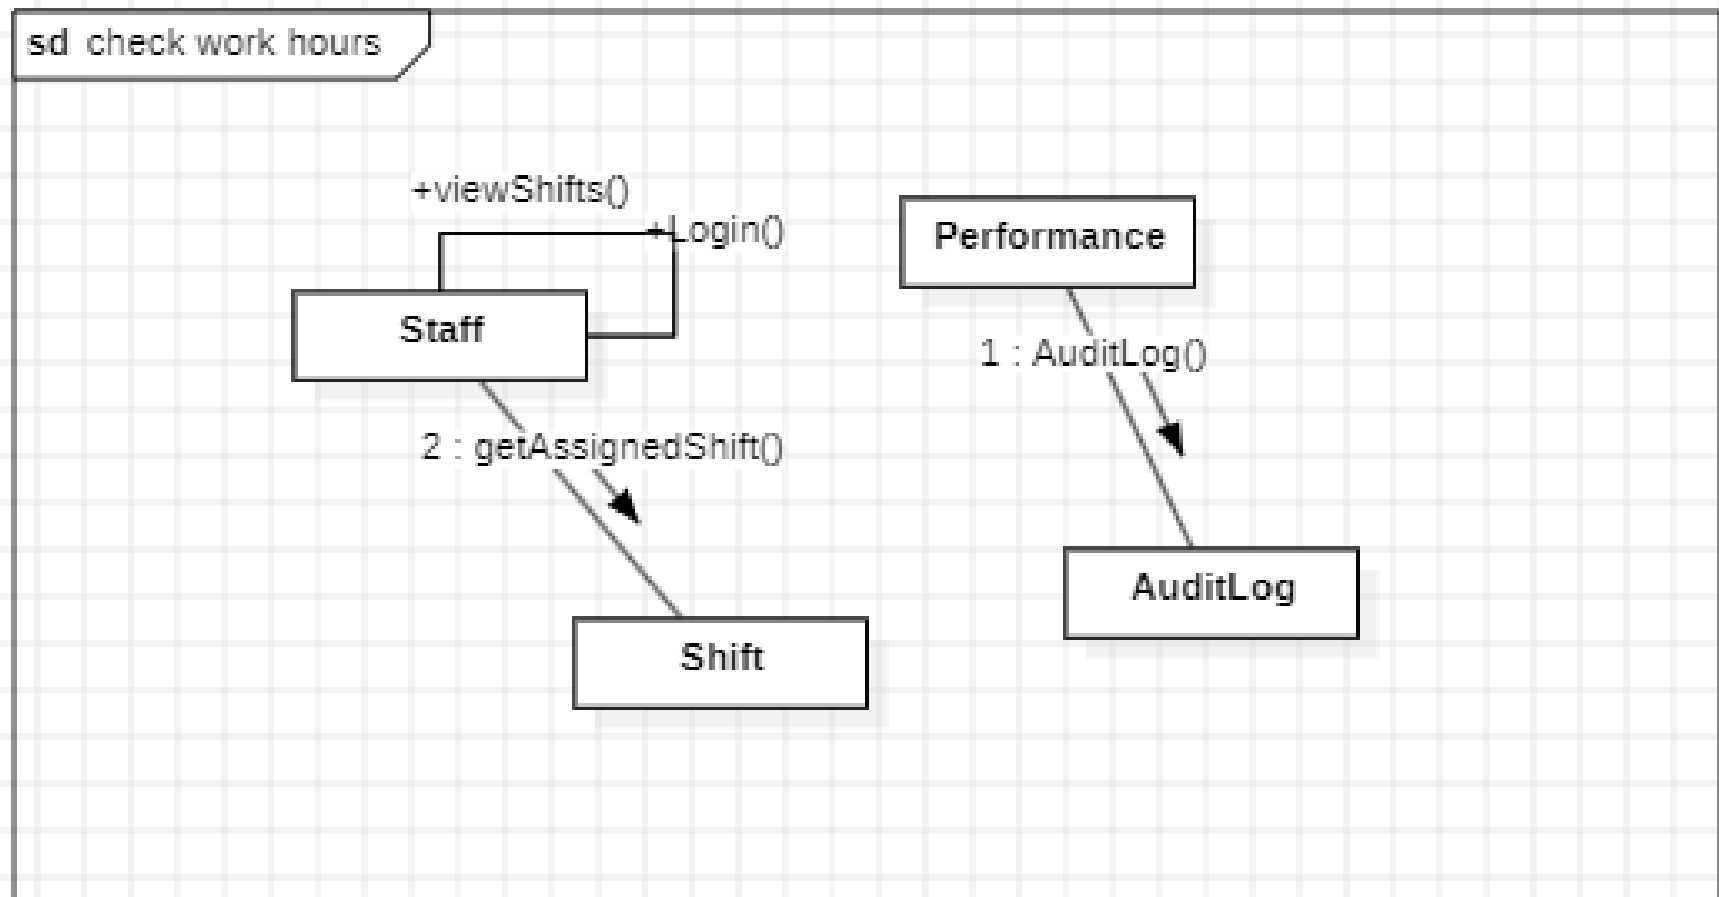 sd check work hours
+viewShifts()
+Login()
Performance
Staff
1 : AuditLog()
2 : getAssignedShift()
AuditLog
Shift